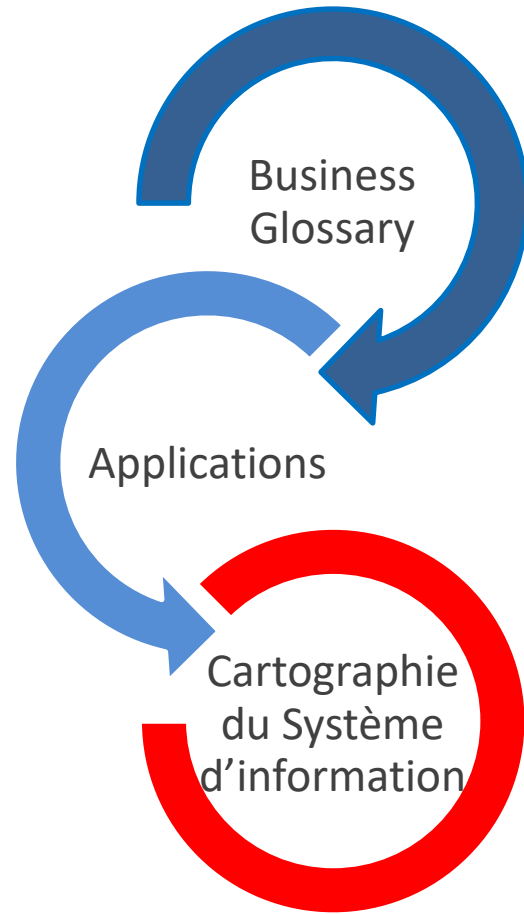 Business
Glossary
Applications
Cartographie
du Système
d’information